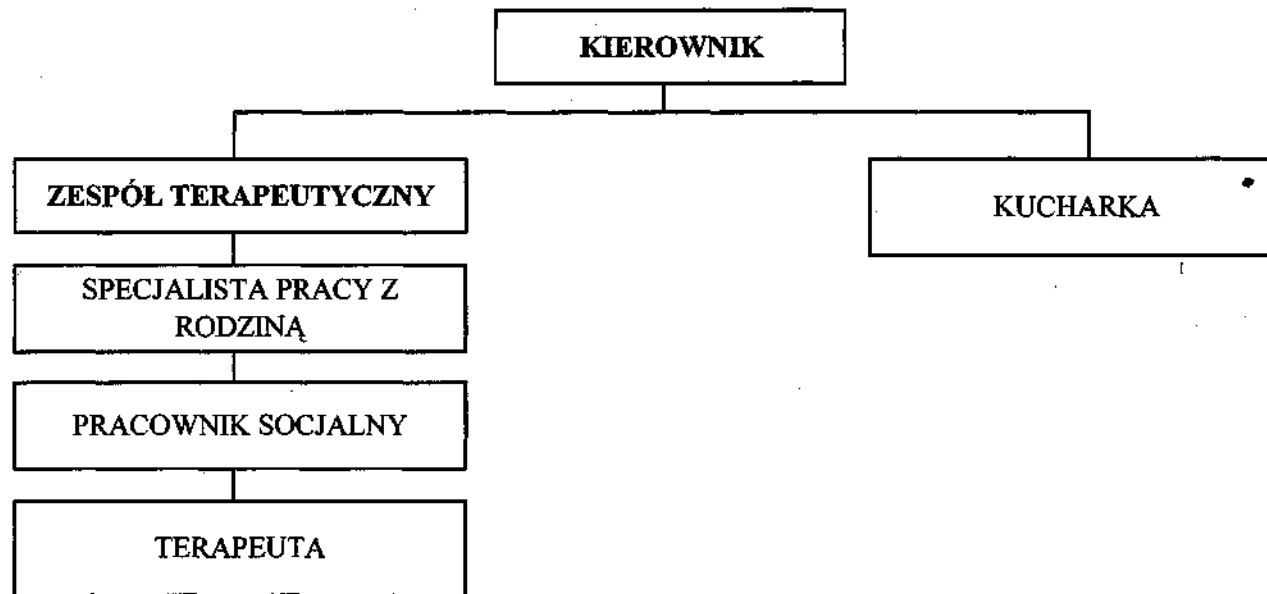 KIEROWNIK
ZESPÓŁ TERAPEUTYCZNY
KUCHARKA
SPECJALISTA PRACY Z
RODZINĄ
PRACOWNIK SOCJALNY
TERAPEUTA